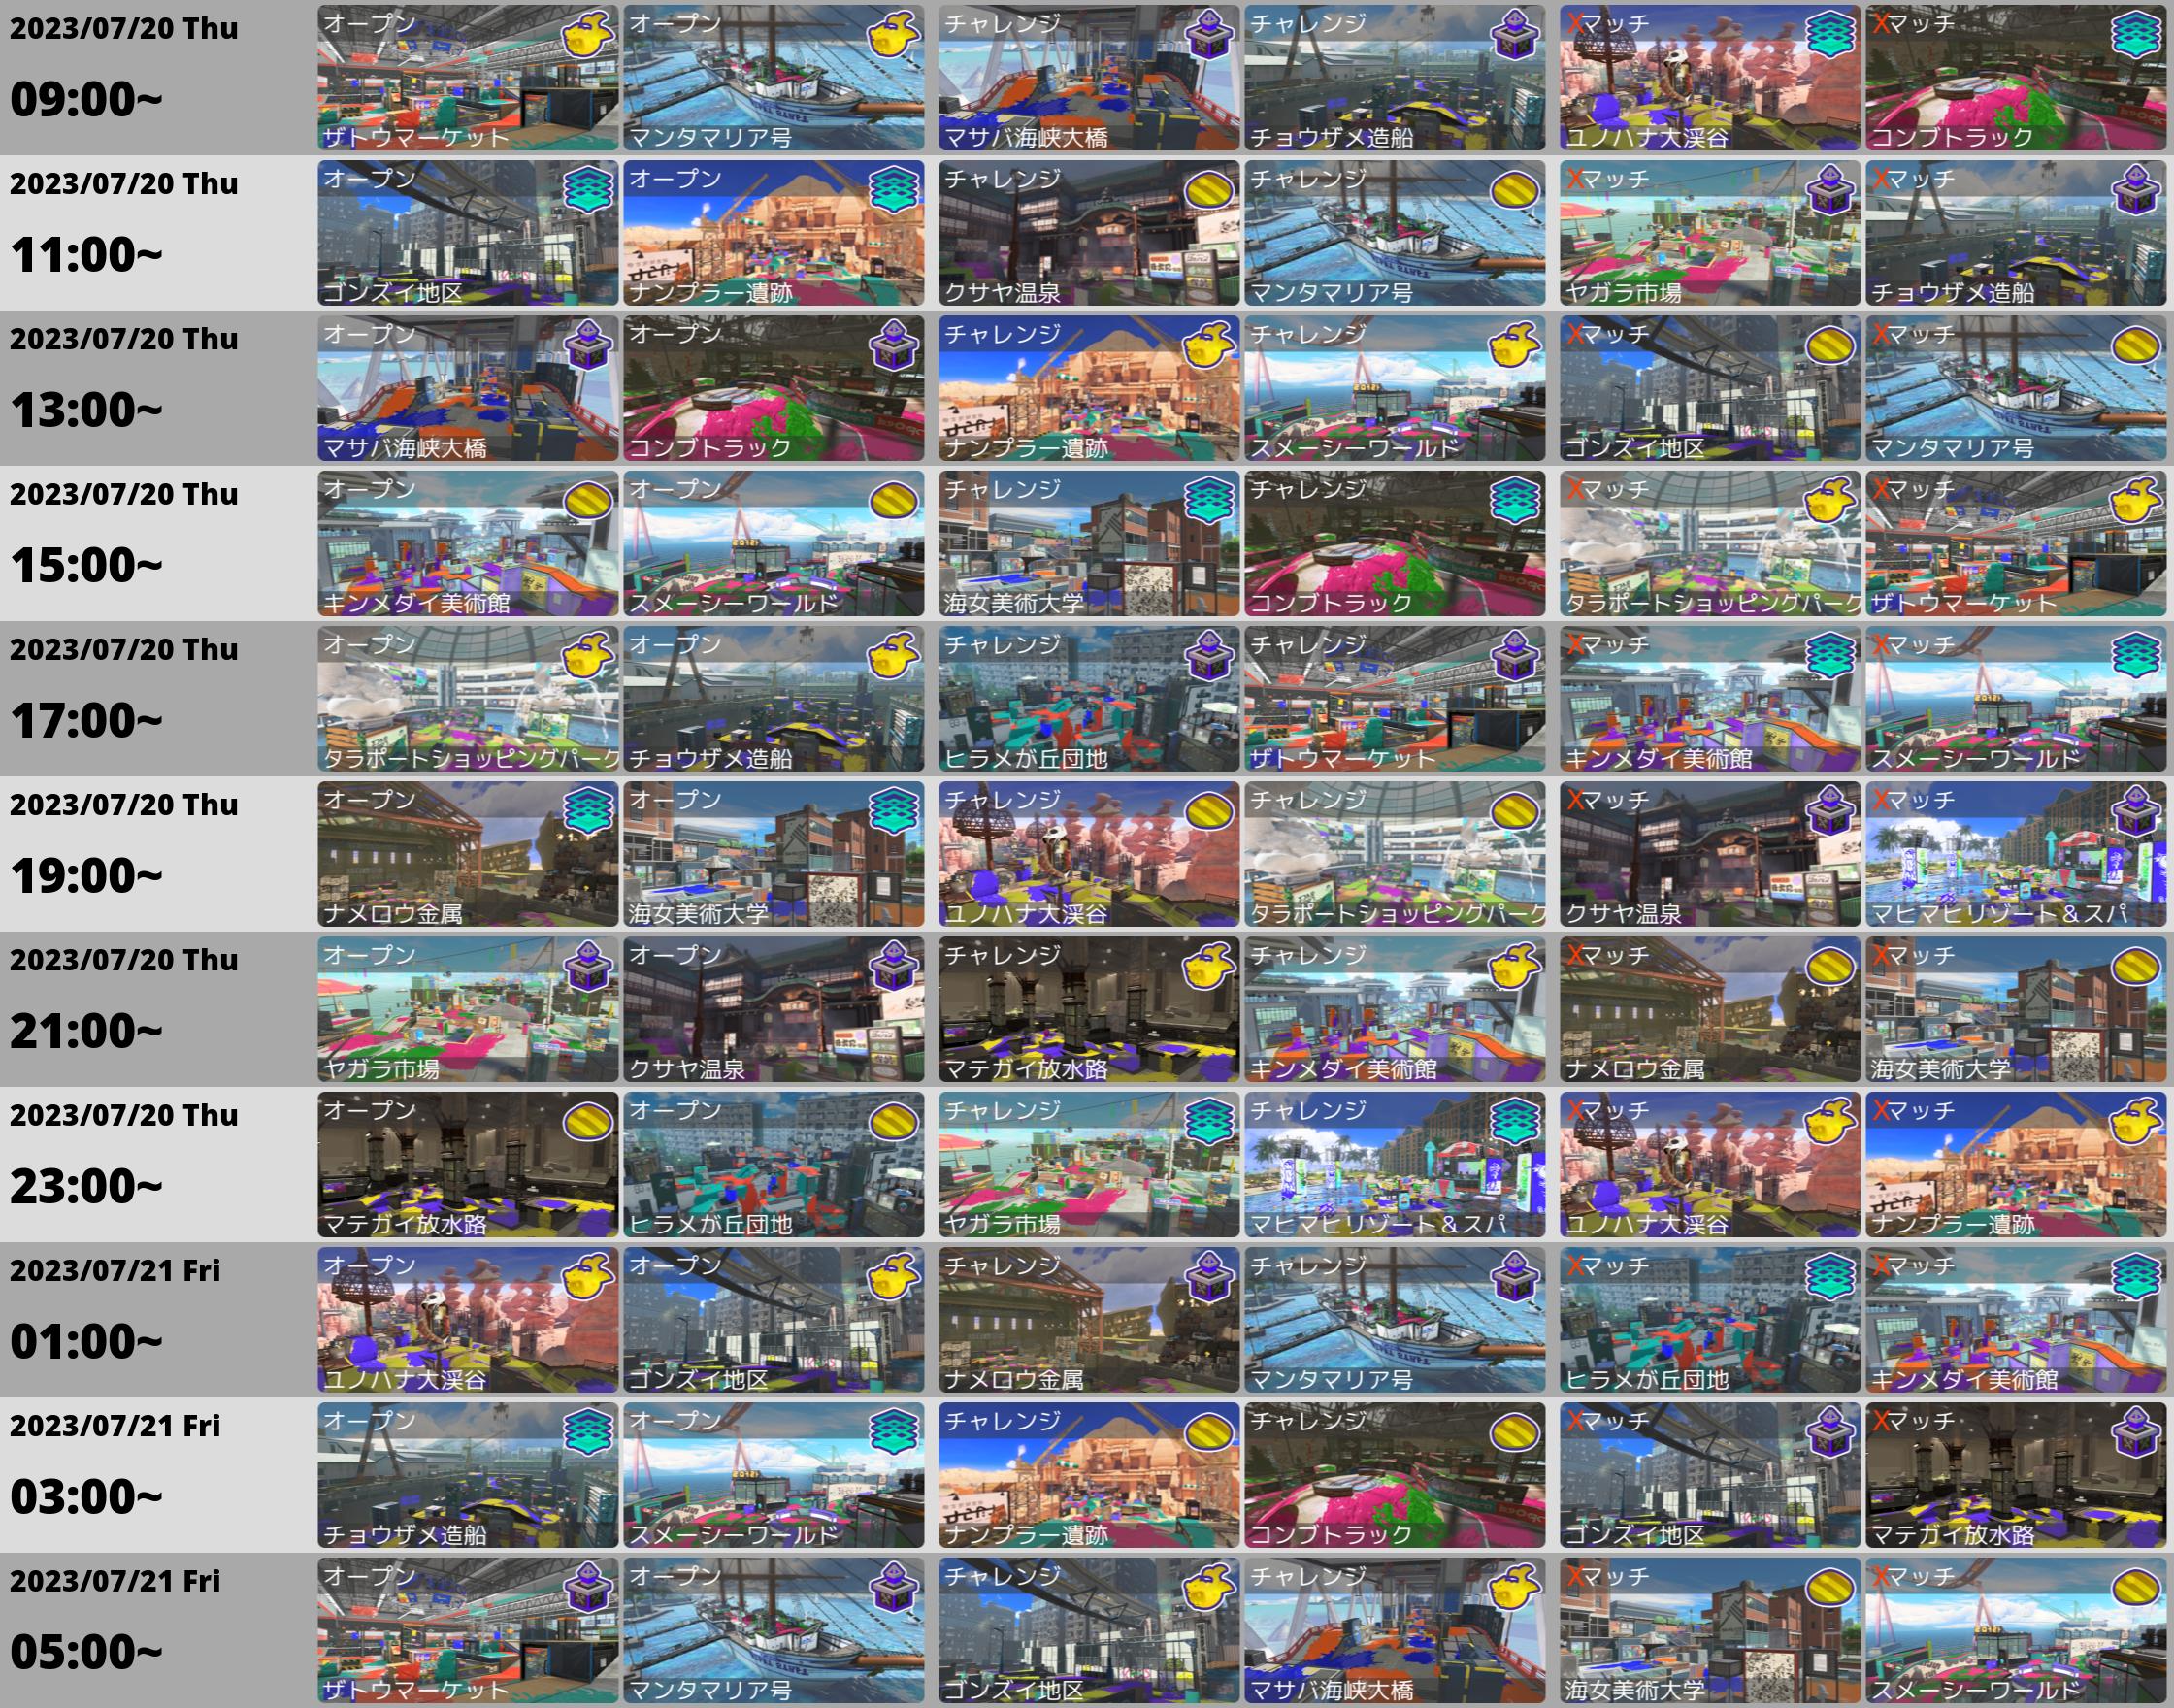 2023/07/20 Thu
09:00~
オープン オープン チャレンジ チャレンジ Xマッチ Xマッチ
ザトウマーケット マンタマリア号 マサバ海峡大橋 チョウザメ造船 ユノハナ大渓谷 コンブトラック
2023/07/20 Thu
11:00~
オープン オープン チャレンジ チャレンジ Xマッチ Xマッチ
ゴンズイ地区 ナンプラー遺跡 クサヤ温泉 マンタマリア号 ヤガラ市場 チョウザメ造船
2023/07/20 Thu
13:00~
オープン オープン チャレンジ チャレンジ Xマッチ Xマッチ
マサバ海峡大橋 コンブトラック ナンプラー遺跡 スメーシーワールド ゴンズイ地区 マンタマリア号
2023/07/20 Thu
15:00~
オープン オープン チャレンジ チャレンジ Xマッチ Xマッチ
キンメダイ美術館 スメーシーワールド 海女美術大学 コンブトラック タラポートショッピングパーク ザトウマーケット
2023/07/20 Thu
17:00~
オープン オープン チャレンジ チャレンジ Xマッチ Xマッチ
タラポートショッピングパーク チョウザメ造船 ヒラメが丘団地 ザトウマーケット キンメダイ美術館 スメーシーワールド
2023/07/20 Thu
19:00~
オープン オープン チャレンジ チャレンジ Xマッチ Xマッチ
ナメロウ金属 海女美術大学 ユノハナ大渓谷 タラポートショッピングパーク クサヤ温泉 マヒマヒリゾート＆スパ
2023/07/20 Thu
21:00~
オープン オープン チャレンジ チャレンジ Xマッチ Xマッチ
ヤガラ市場 クサヤ温泉 マテガイ放水路 キンメダイ美術館 ナメロウ金属 海女美術大学
2023/07/20 Thu
23:00~
オープン オープン チャレンジ チャレンジ Xマッチ Xマッチ
マテガイ放水路 ヒラメが丘団地 ヤガラ市場 マヒマヒリゾート＆スパ ユノハナ大渓谷 ナンプラー遺跡
2023/07/21 Fri
01:00~
オープン オープン チャレンジ チャレンジ Xマッチ Xマッチ
ユノハナ大渓谷 ゴンズイ地区 ナメロウ金属 マンタマリア号 ヒラメが丘団地 キンメダイ美術館
2023/07/21 Fri
03:00~
オープン オープン チャレンジ チャレンジ Xマッチ Xマッチ
チョウザメ造船 スメーシーワールド ナンプラー遺跡 コンブトラック ゴンズイ地区 マテガイ放水路
2023/07/21 Fri
05:00~
オープン オープン チャレンジ チャレンジ Xマッチ Xマッチ
ザトウマーケット マンタマリア号 ゴンズイ地区 マサバ海峡大橋 海女美術大学 スメーシーワールド